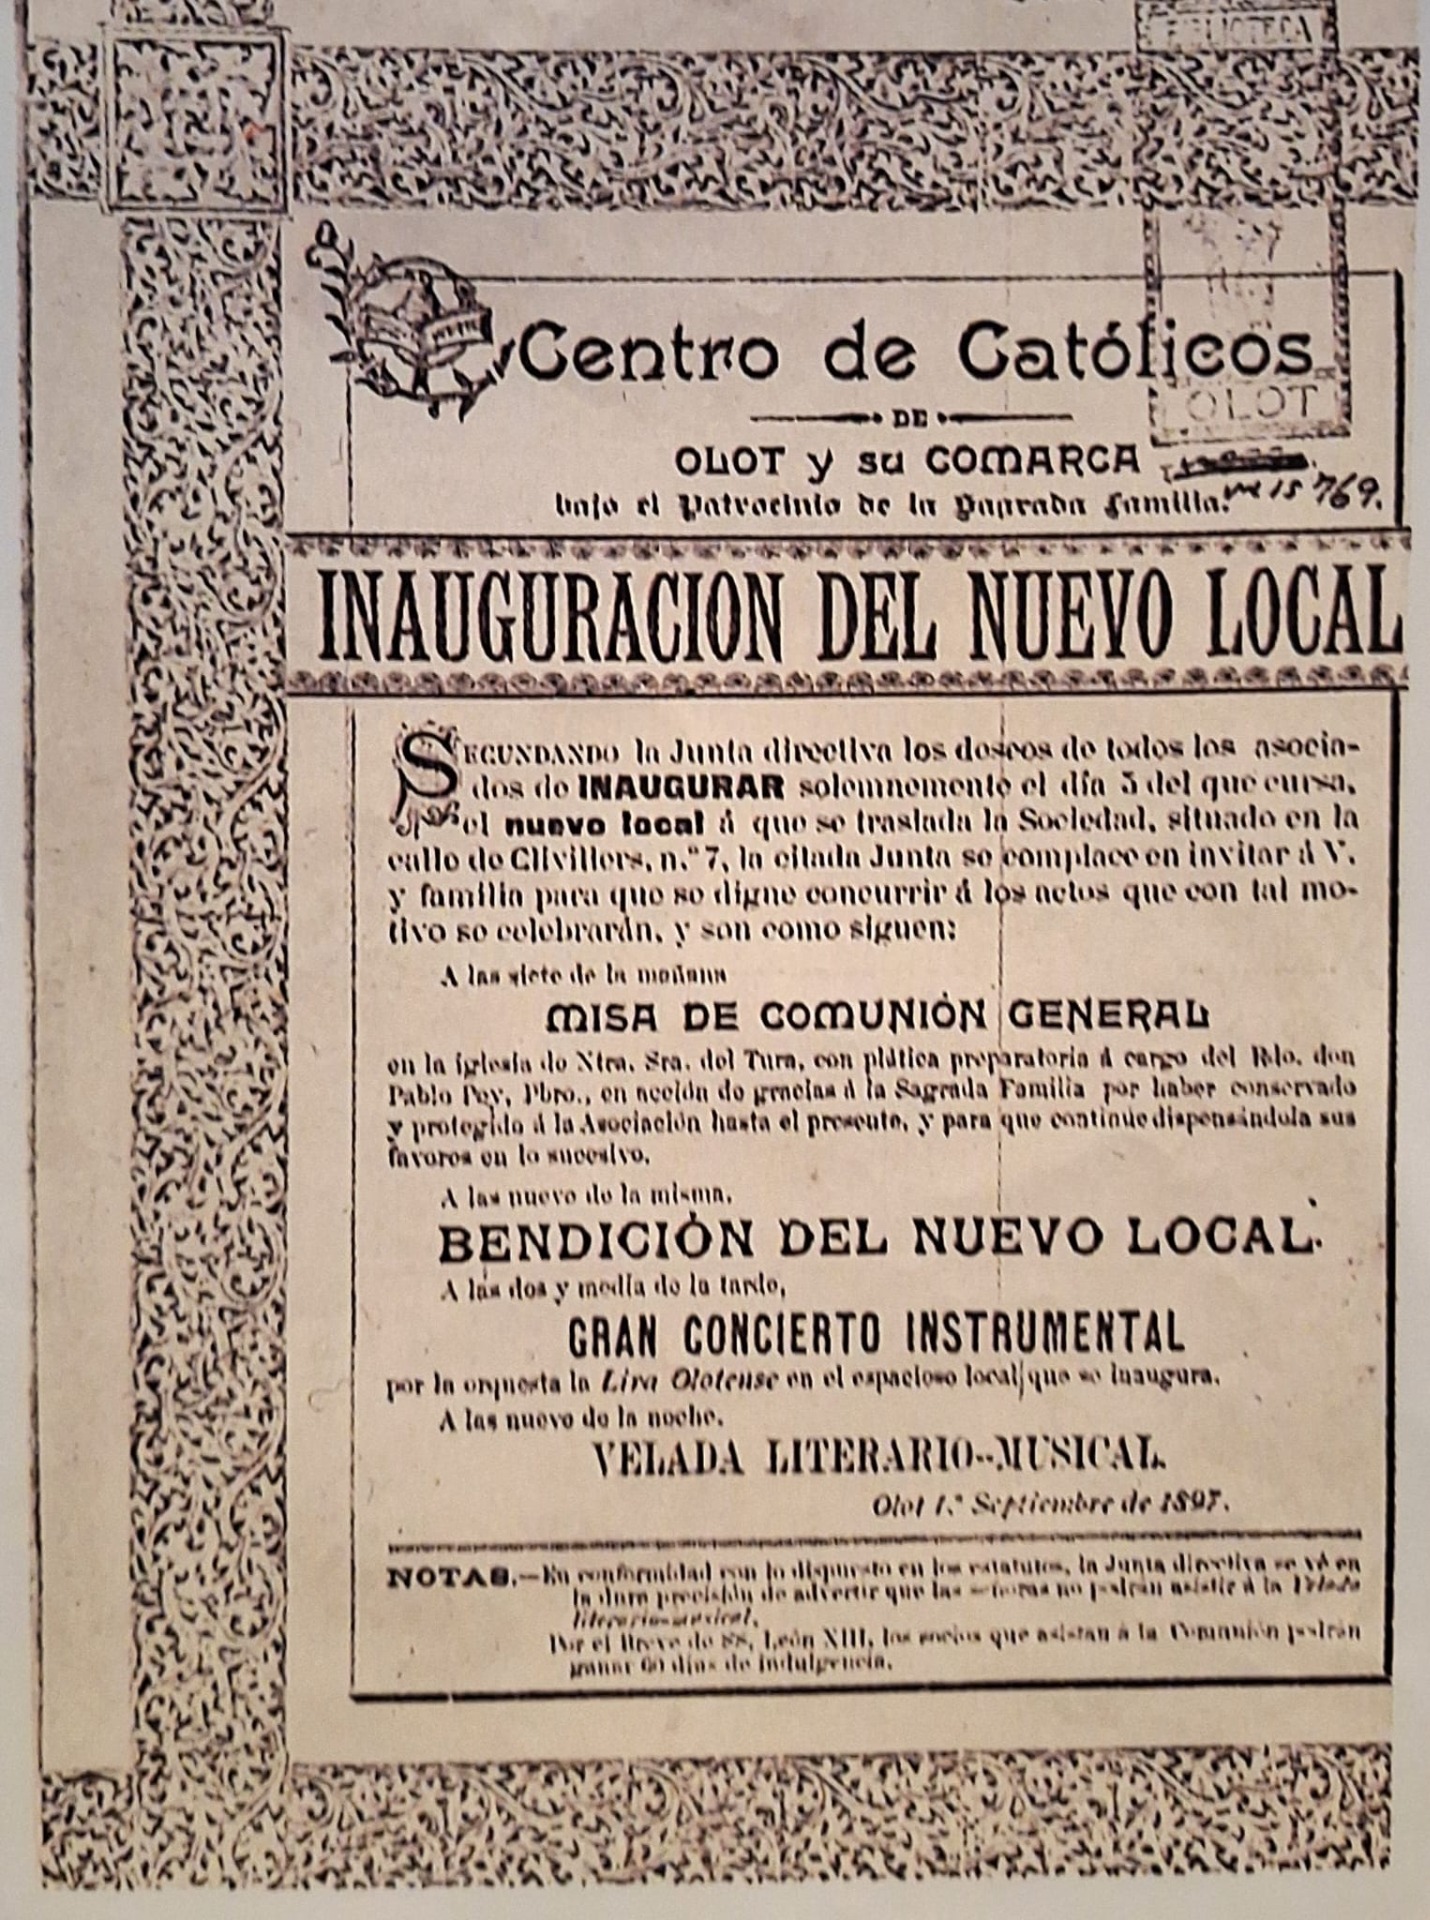 BIBLIOTECA
Centro de Católicos
OLOT
DE
OLOT y su COMARCA
bajo el Patrocinio de la Sagrada Familia.
769.
INAUGURACION DEL NUEVO LOCAL
SECUNDANDO la Junta directiva los deseos de todos los asocia-
dos de INAUGURAR solemnemente el día 5 del que cursa,
el nuevo local á que se traslada la Sociedad, situado en la
calle de Clivillers, n.º 7, la citada Junta se complace en invitar á V.
y familia para que se digne concurrir á los actos que con tal mo-
tivo se celebrarán, y son como siguen:
A las siete de la mañana
MISA DE COMUNIÓN GENERAL
en la iglesia de Ntra. Sra. del Tura, con plática preparatoria á cargo del Rdo. don
Pablo Pey, Pbro., en acción de gracias á la Sagrada Familia por haber conservado
y protegido á la Asociación hasta el presente, y para que continue dispensándola sus
favores en lo sucesivo.
A las nueve de la misma,
BENDICIÓN DEL NUEVO LOCAL.
A las dos y media de la tarde,
GRAN CONCIERTO INSTRUMENTAL
por la orquesta la Lira Olotense en el espacioso local que se inaugura.
A las nueve de la noche,
VELADA LITERARIO--MUSICAL.
Olot 1.º Septiembre de 1897.
NOTAS.—En conformidad con lo dispuesto en los estatutos, la Junta directiva se vé en
la dura precisión de advertir que las señoras no podrán asistir á la Velada
literario-musical.
Por el Breve de SS. León XIII, los socios que asistan á la Comunión podrán
ganar 60 días de indulgencia.